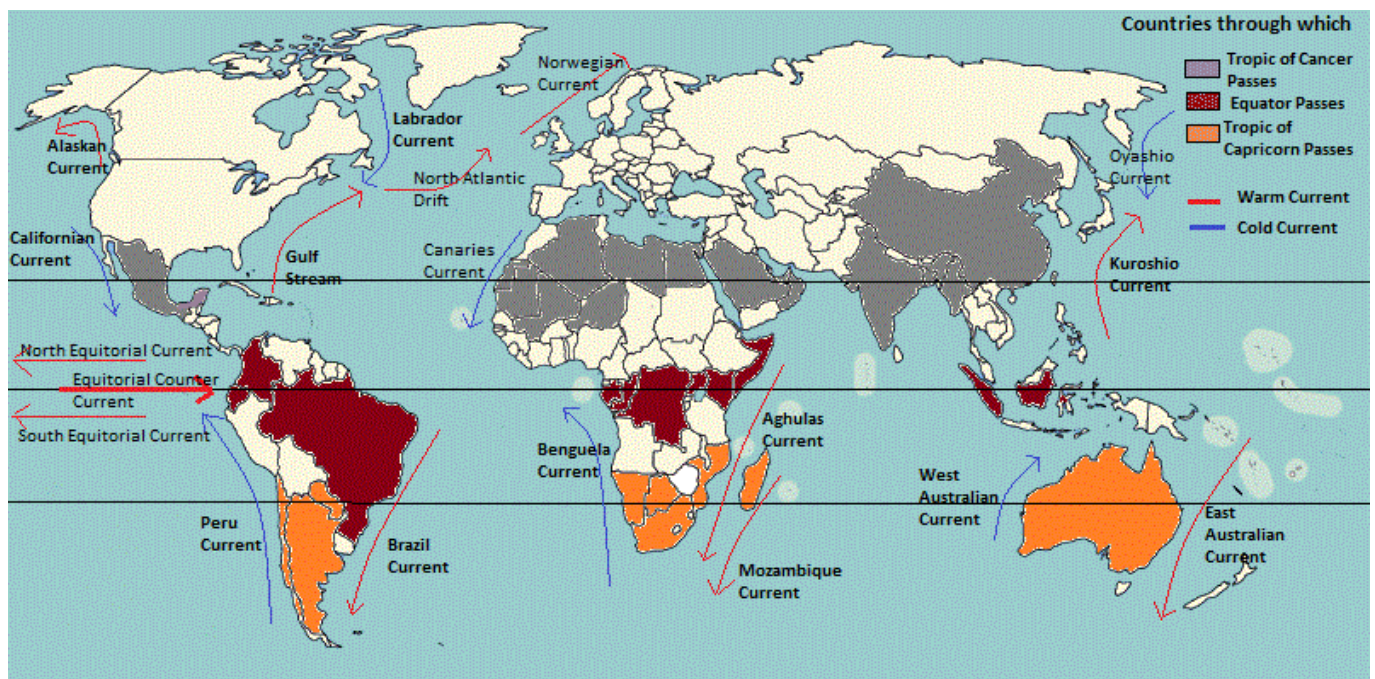 Countries through which
Tropic of Cancer
Passes
Equator Passes
Tropic of
Capricorn Passes
Warm Current
Cold Current
Norwegian
Current
Labrador
Current
Alaskan
Current
Oyashio
Current
North Atlantic
Drift
Californian
Current
Gulf
Stream
Canaries
Current
Kuroshio
Current
North Equitorial Current
Equitorial Counter
Current
South Equitorial Current
Aghulas
Current
Benguela
Current
West
Australian
Current
Peru
Current
Brazil
Current
East
Australian
Current
Mozambique
Current